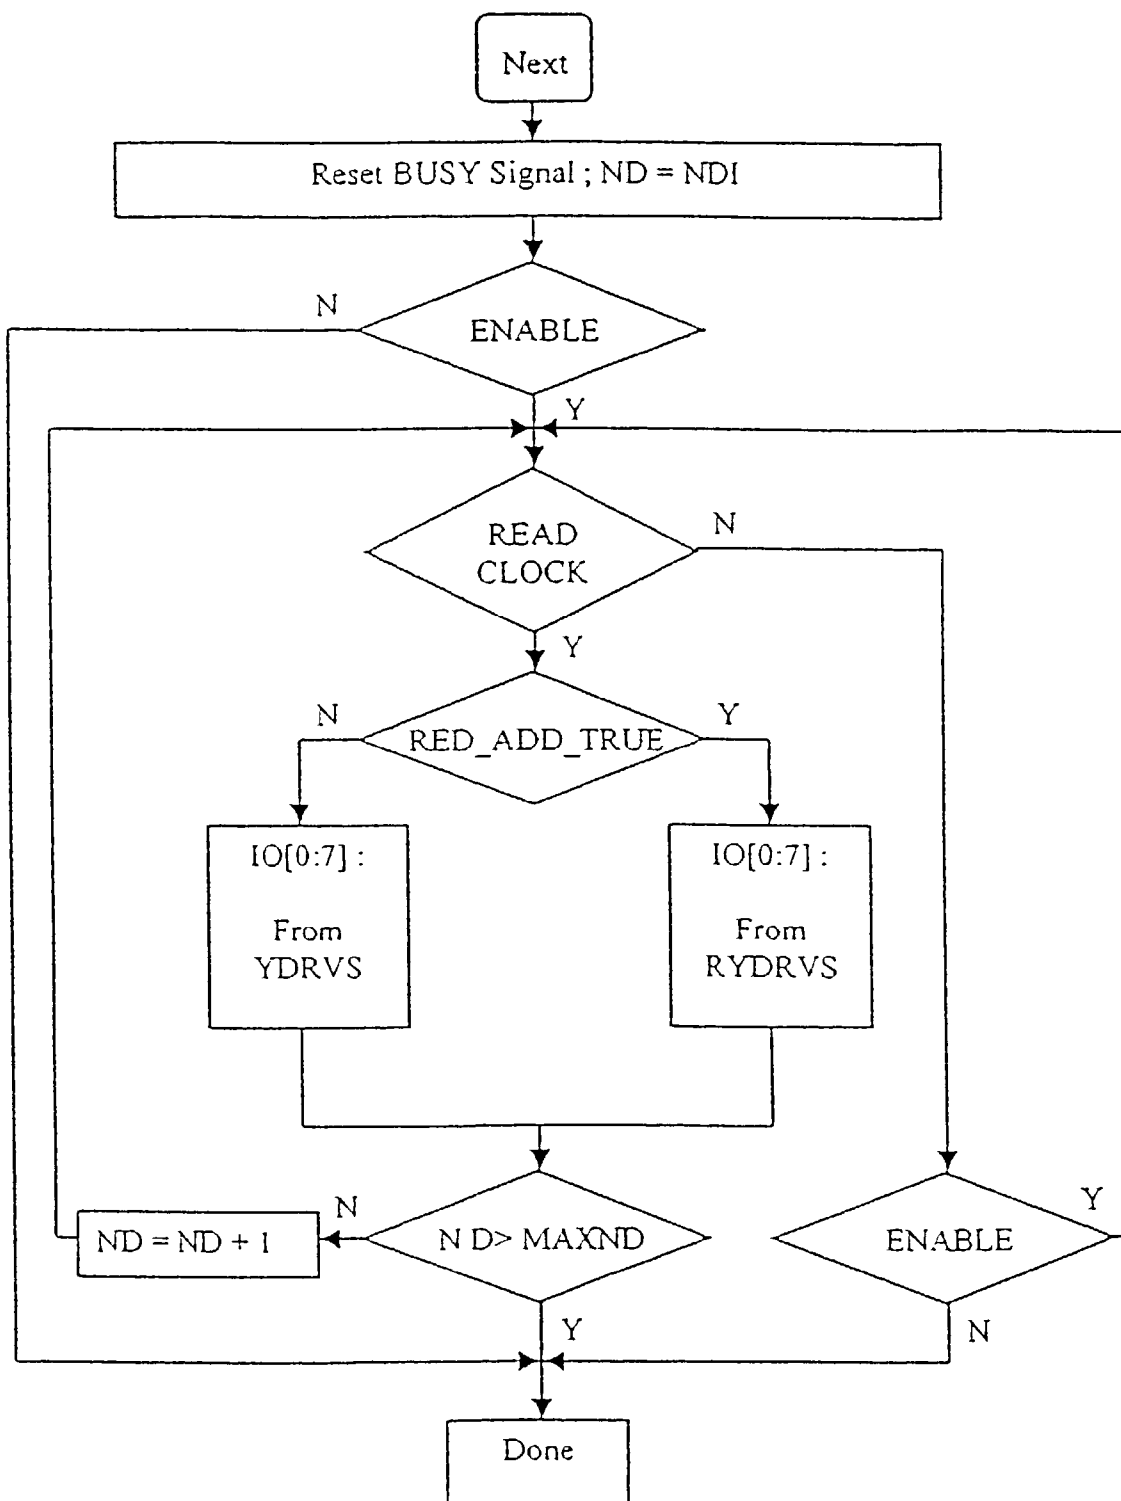 Next
Reset BUSY Signal ; ND = NDI
N
ENABLE
Y
READ
CLOCK
N
Y
N
RED_ADD_TRUE
Y
IO[0:7] :
From
YDRVS
IO[0:7] :
From
RYDRVS
ND = ND + 1
N
N D> MAXND
Y
ENABLE
Y
N
Done